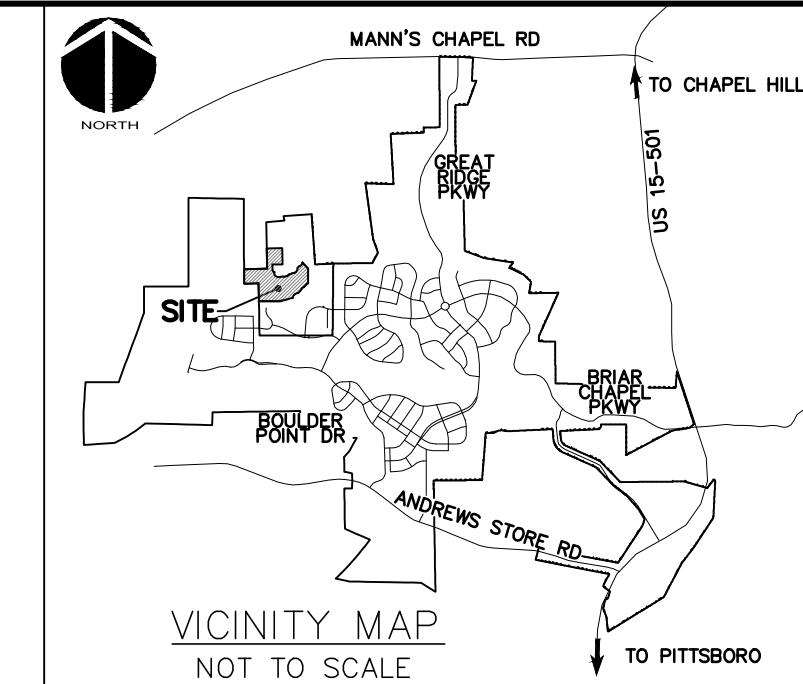 MANN'S CHAPEL RD
TO CHAPEL HILL
NORTH
US 15-501
GREAT
RIDGE
PKWY
SITE
BRIAR
CHAPEL
PKWY
BOULDER
POINT DR
ANDREWS STORE RD
VICINITY MAP
NOT TO SCALE
TO PITTSBORO